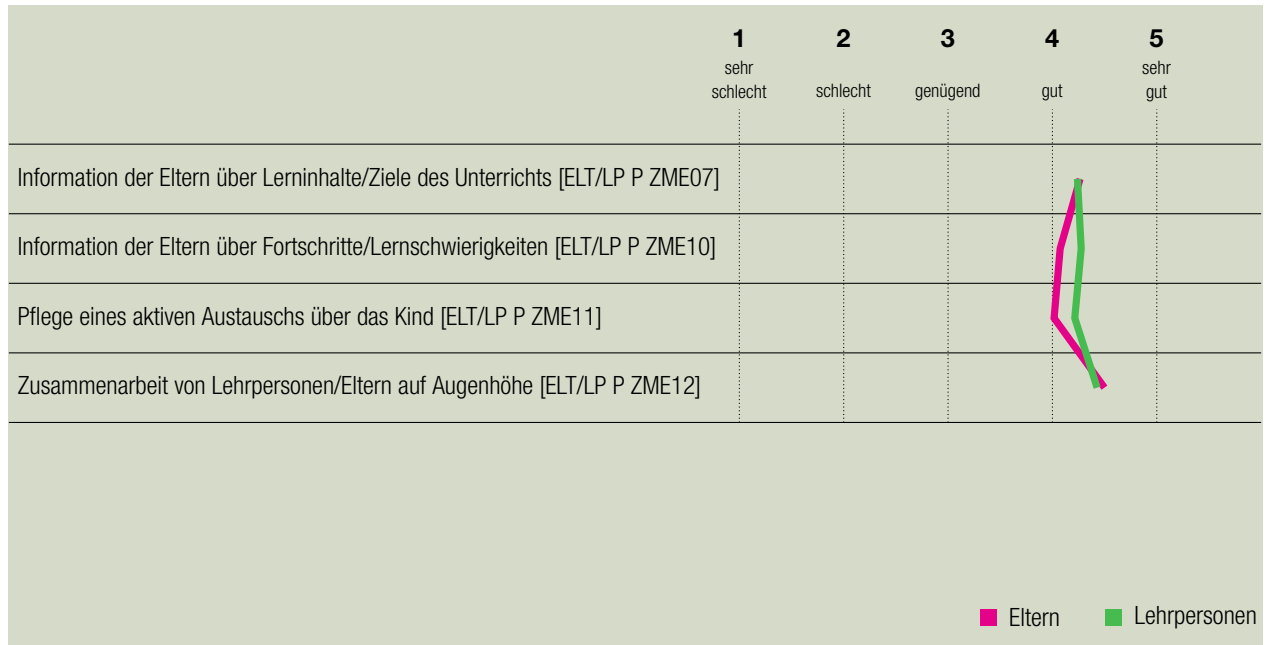 1 2 3 4 5
sehr schlecht schlecht genügend gut sehr gut
Information der Eltern über Lerninhalte/Ziele des Unterrichts [ELT/LP P ZME07]
Information der Eltern über Fortschritte/Lernschwierigkeiten [ELT/LP P ZME10]
Pflege eines aktiven Austauschs über das Kind [ELT/LP P ZME11]
Zusammenarbeit von Lehrpersonen/Eltern auf Augenhöhe [ELT/LP P ZME12]
Eltern Lehrpersonen